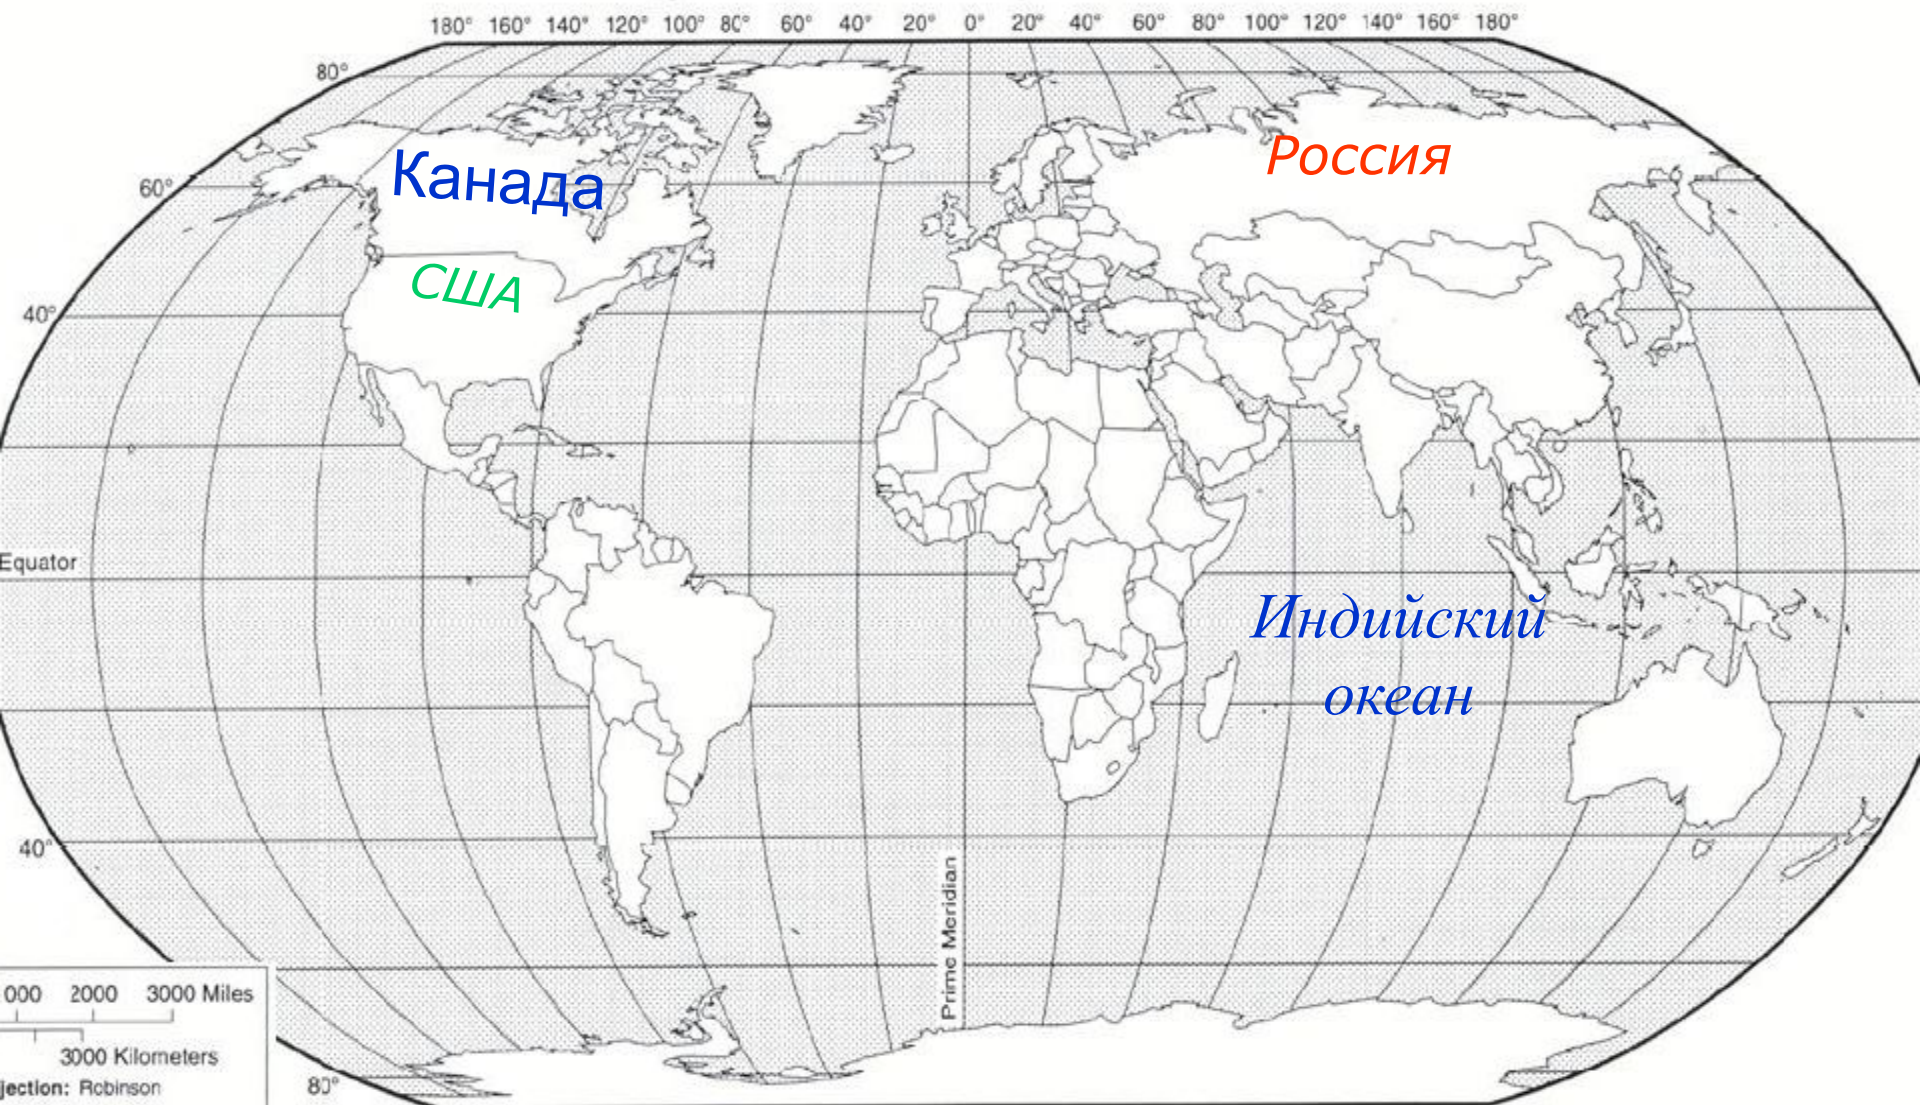 180° 160° 140° 120° 100° 80° 60° 40° 20° 0° 20° 40° 60° 80° 100° 120° 140° 160° 180°
80°
60°
Канада
Россия
США
40°
Equator
Индийский
океан
40°
Prime Meridian
000 2000 3000 Miles
3000 Kilometers
jection: Robinson
80°